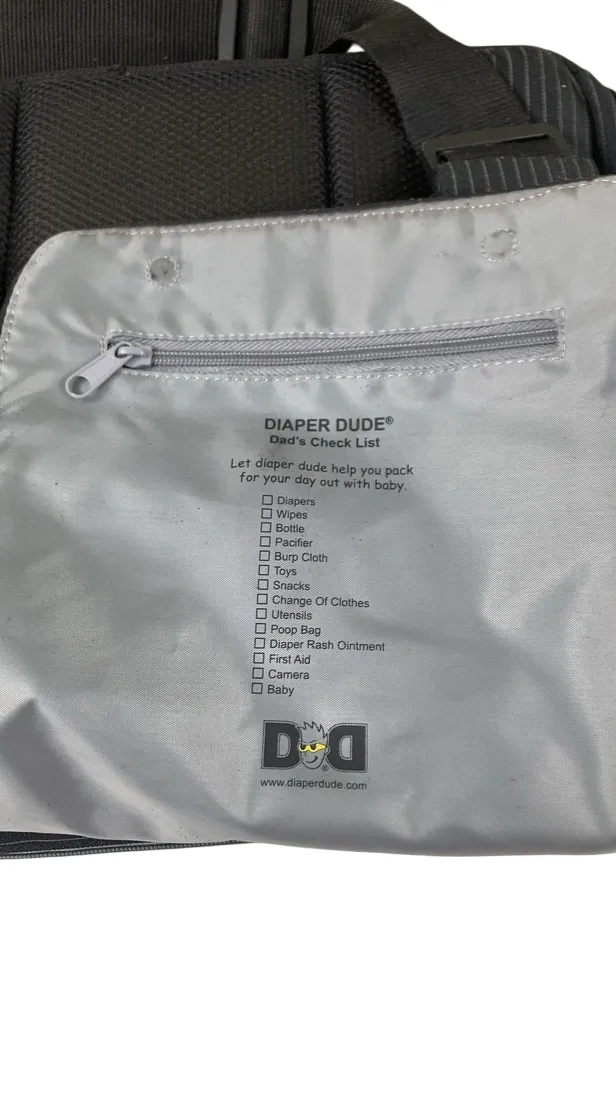 DIAPER DUDE®
Dad's Check List
Let diaper dude help you pack
for your day out with baby.
☐ Diapers
☐ Wipes
☐ Bottle
☐ Pacifier
☐ Burp Cloth
☐ Toys
☐ Snacks
☐ Change Of Clothes
☐ Utensils
☐ Poop Bag
☐ Diaper Rash Ointment
☐ First Aid
☐ Camera
☐ Baby
D D
®
www.diaperdude.com